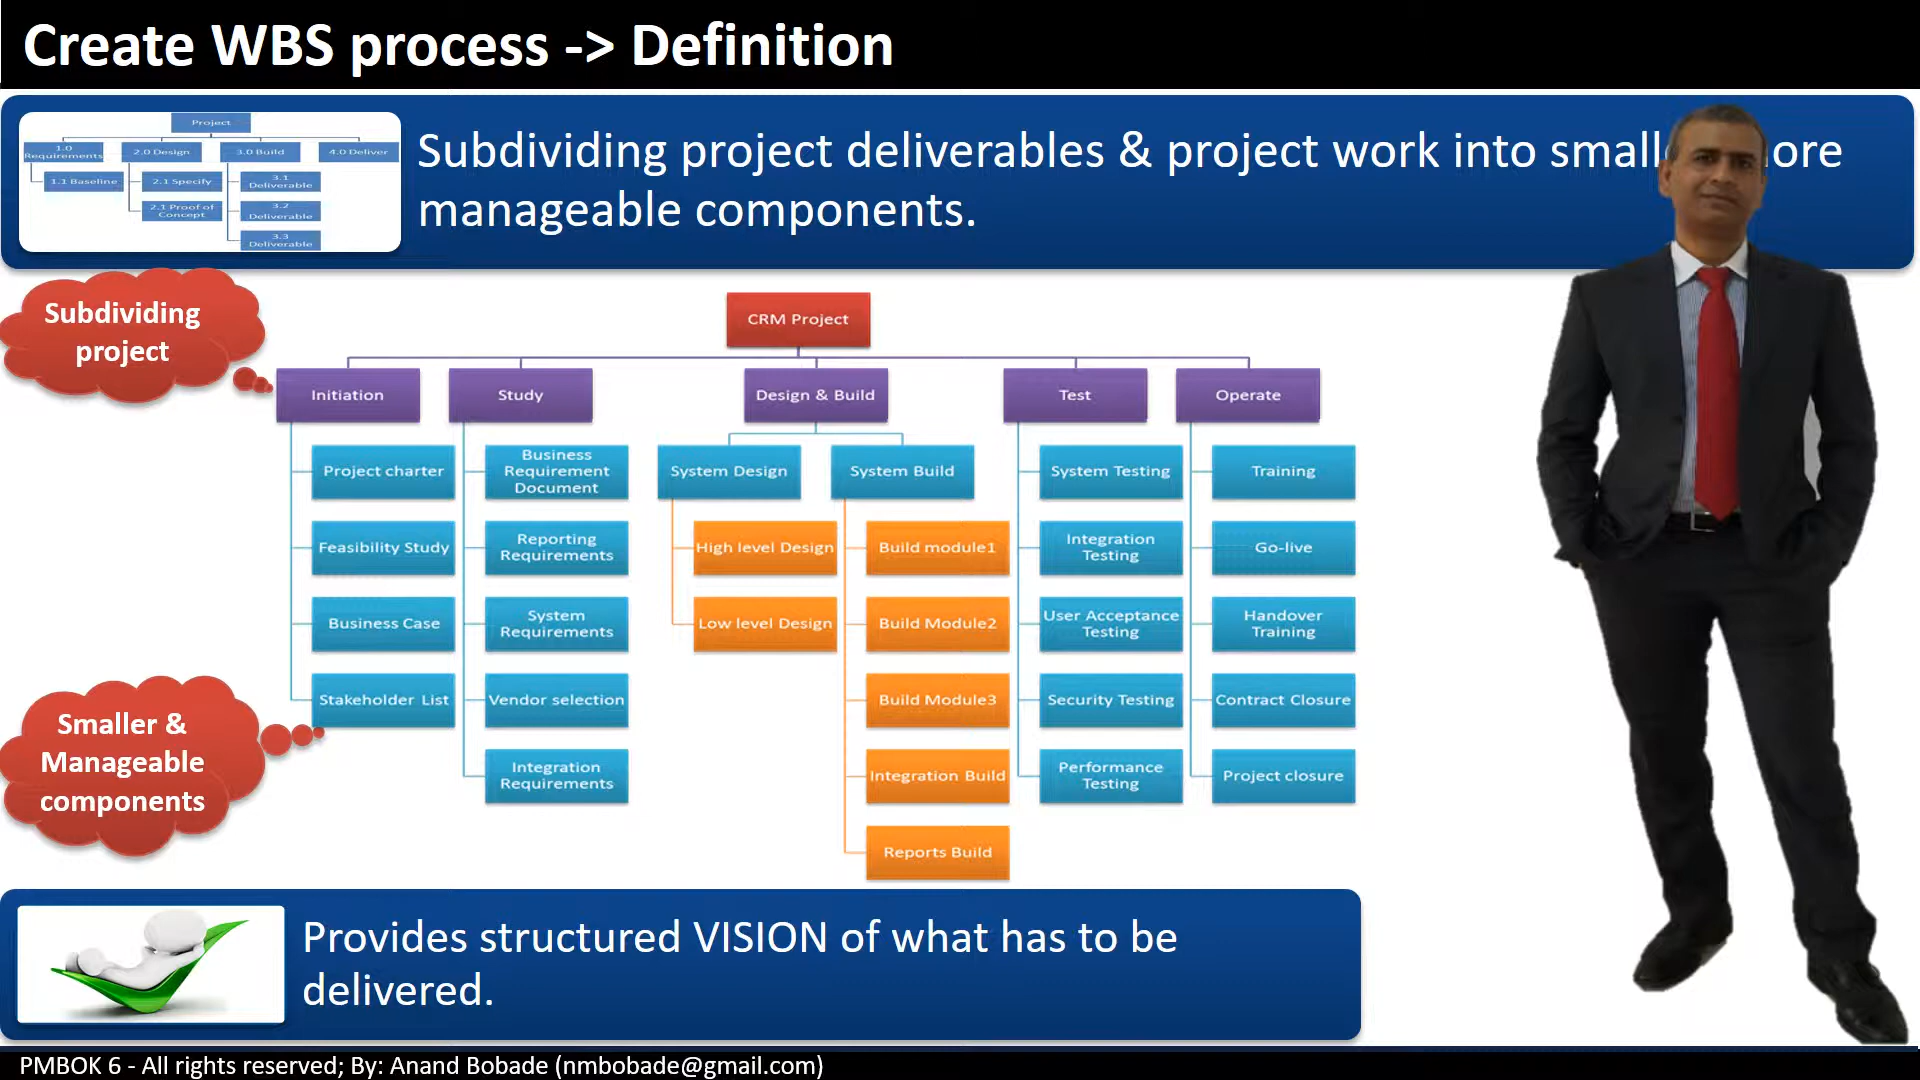 Create WBS process -> Definition
Project
1.0
Requirements
2.0 Design
3.0 Build
4.0 Deliver
1.1 Baseline
2.1 Specify
3.1
Deliverable
2.1 Proof of
Concept
3.2
Deliverable
3.3
Deliverable
Subdividing project deliverables & project work into
manageable components.
Subdividing
project
CRM Project
Initiation
Study
Design & Build
Test
Operate
Project charter
Feasibility Study
Business Case
Stakeholder List
Business
Requirement
Document
Reporting
Requirements
System
Requirements
Vendor selection
Integration
Requirements
System Design
High level Design
Low level Design
System Build
Build module1
Build Module2
Build Module3
Integration Build
Reports Build
System Testing
Integration
Testing
User Acceptance
Testing
Security Testing
Performance
Testing
Training
Go-live
Handover
Training
Contract Closure
Project closure
Smaller &
Manageable
components
Provides structured VISION of what has to be
delivered.
PMBOK 6 - All rights reserved; By: Anand Bobade (nmbobade@gmail.com)